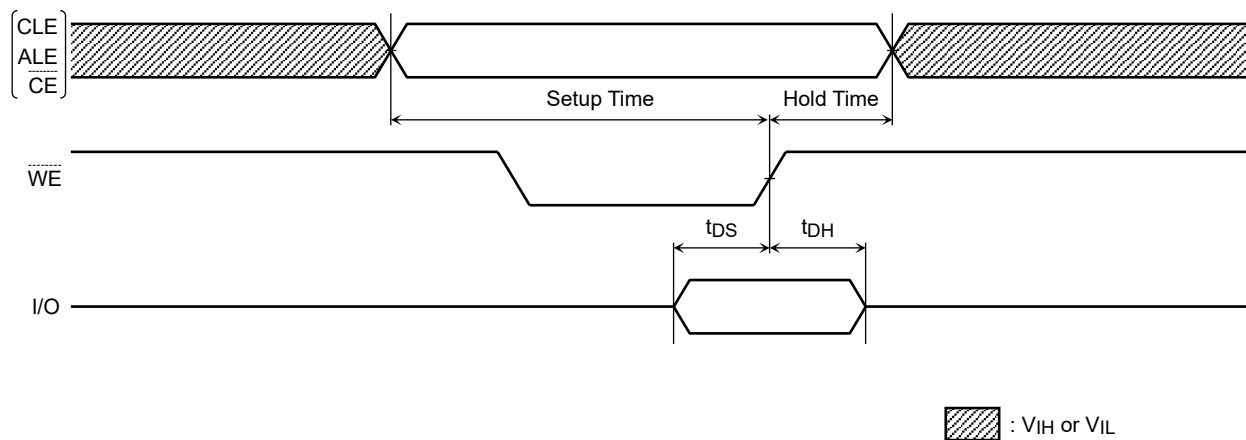 CLE
ALE
CE
Setup Time
Hold Time
WE
tDS
tDH
I/O
: VIH or VIL